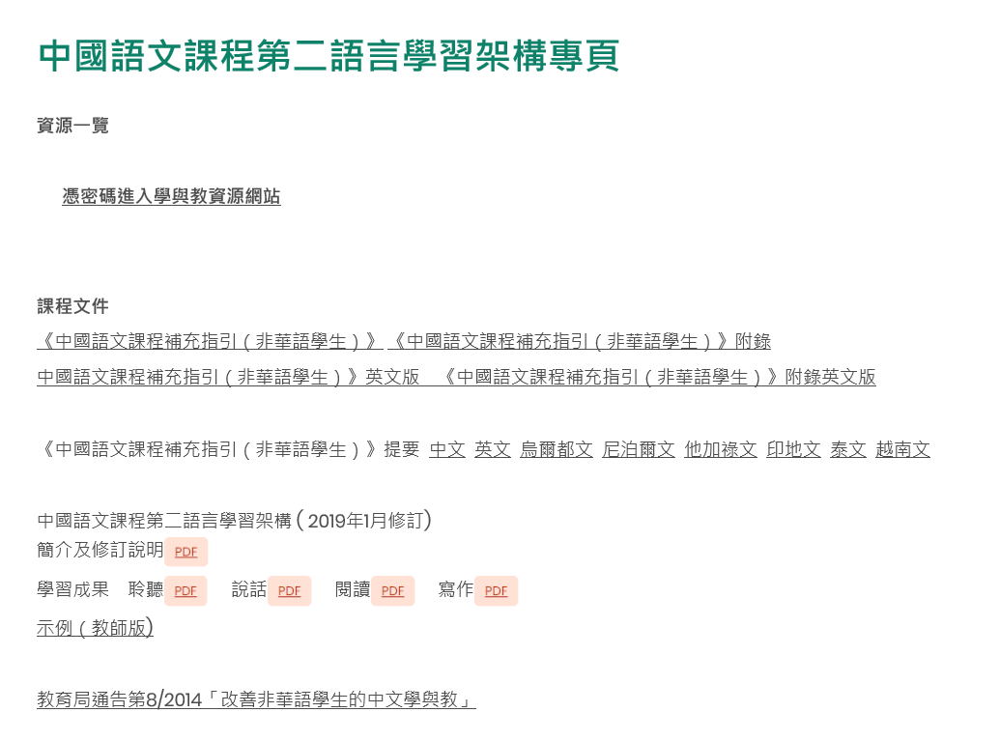 中國語文課程第二語言學習架構專頁
資源一覽
憑密碼進入學與教資源網站
課程文件
《中國語文課程補充指引（非華語學生）》 《中國語文課程補充指引（非華語學生）》附錄
中國語文課程補充指引（非華語學生）》英文版　《中國語文課程補充指引（非華語學生）》附錄英文版
《中國語文課程補充指引（非華語學生）》提要 中文 英文 烏爾都文 尼泊爾文 他加祿文 印地文 泰文 越南文
中國語文課程第二語言學習架構 ( 2019年1月修訂)
簡介及修訂說明 PDF
學習成果　聆聽 PDF　說話 PDF　閱讀 PDF　寫作 PDF
示例（教師版)
教育局通告第8/2014「改善非華語學生的中文學與教」